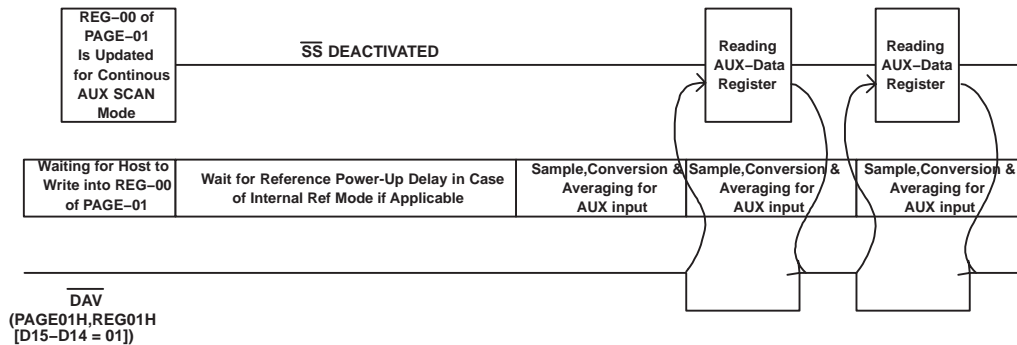 REG–00 of
PAGE–01
Is Updated
for Continous
AUX SCAN
Mode
SS DEACTIVATED
Reading
AUX–Data
Register
Reading
AUX–Data
Register
Waiting for Host to
Write into REG–00
of PAGE–01
Wait for Reference Power-Up Delay in Case
of Internal Ref Mode if Applicable
Sample,Conversion &
Averaging for
AUX input
Sample,Conversion &
Averaging for
AUX input
Sample,Conversion &
Averaging for
AUX input
DAV
(PAGE01H,REG01H
[D15–D14 = 01])